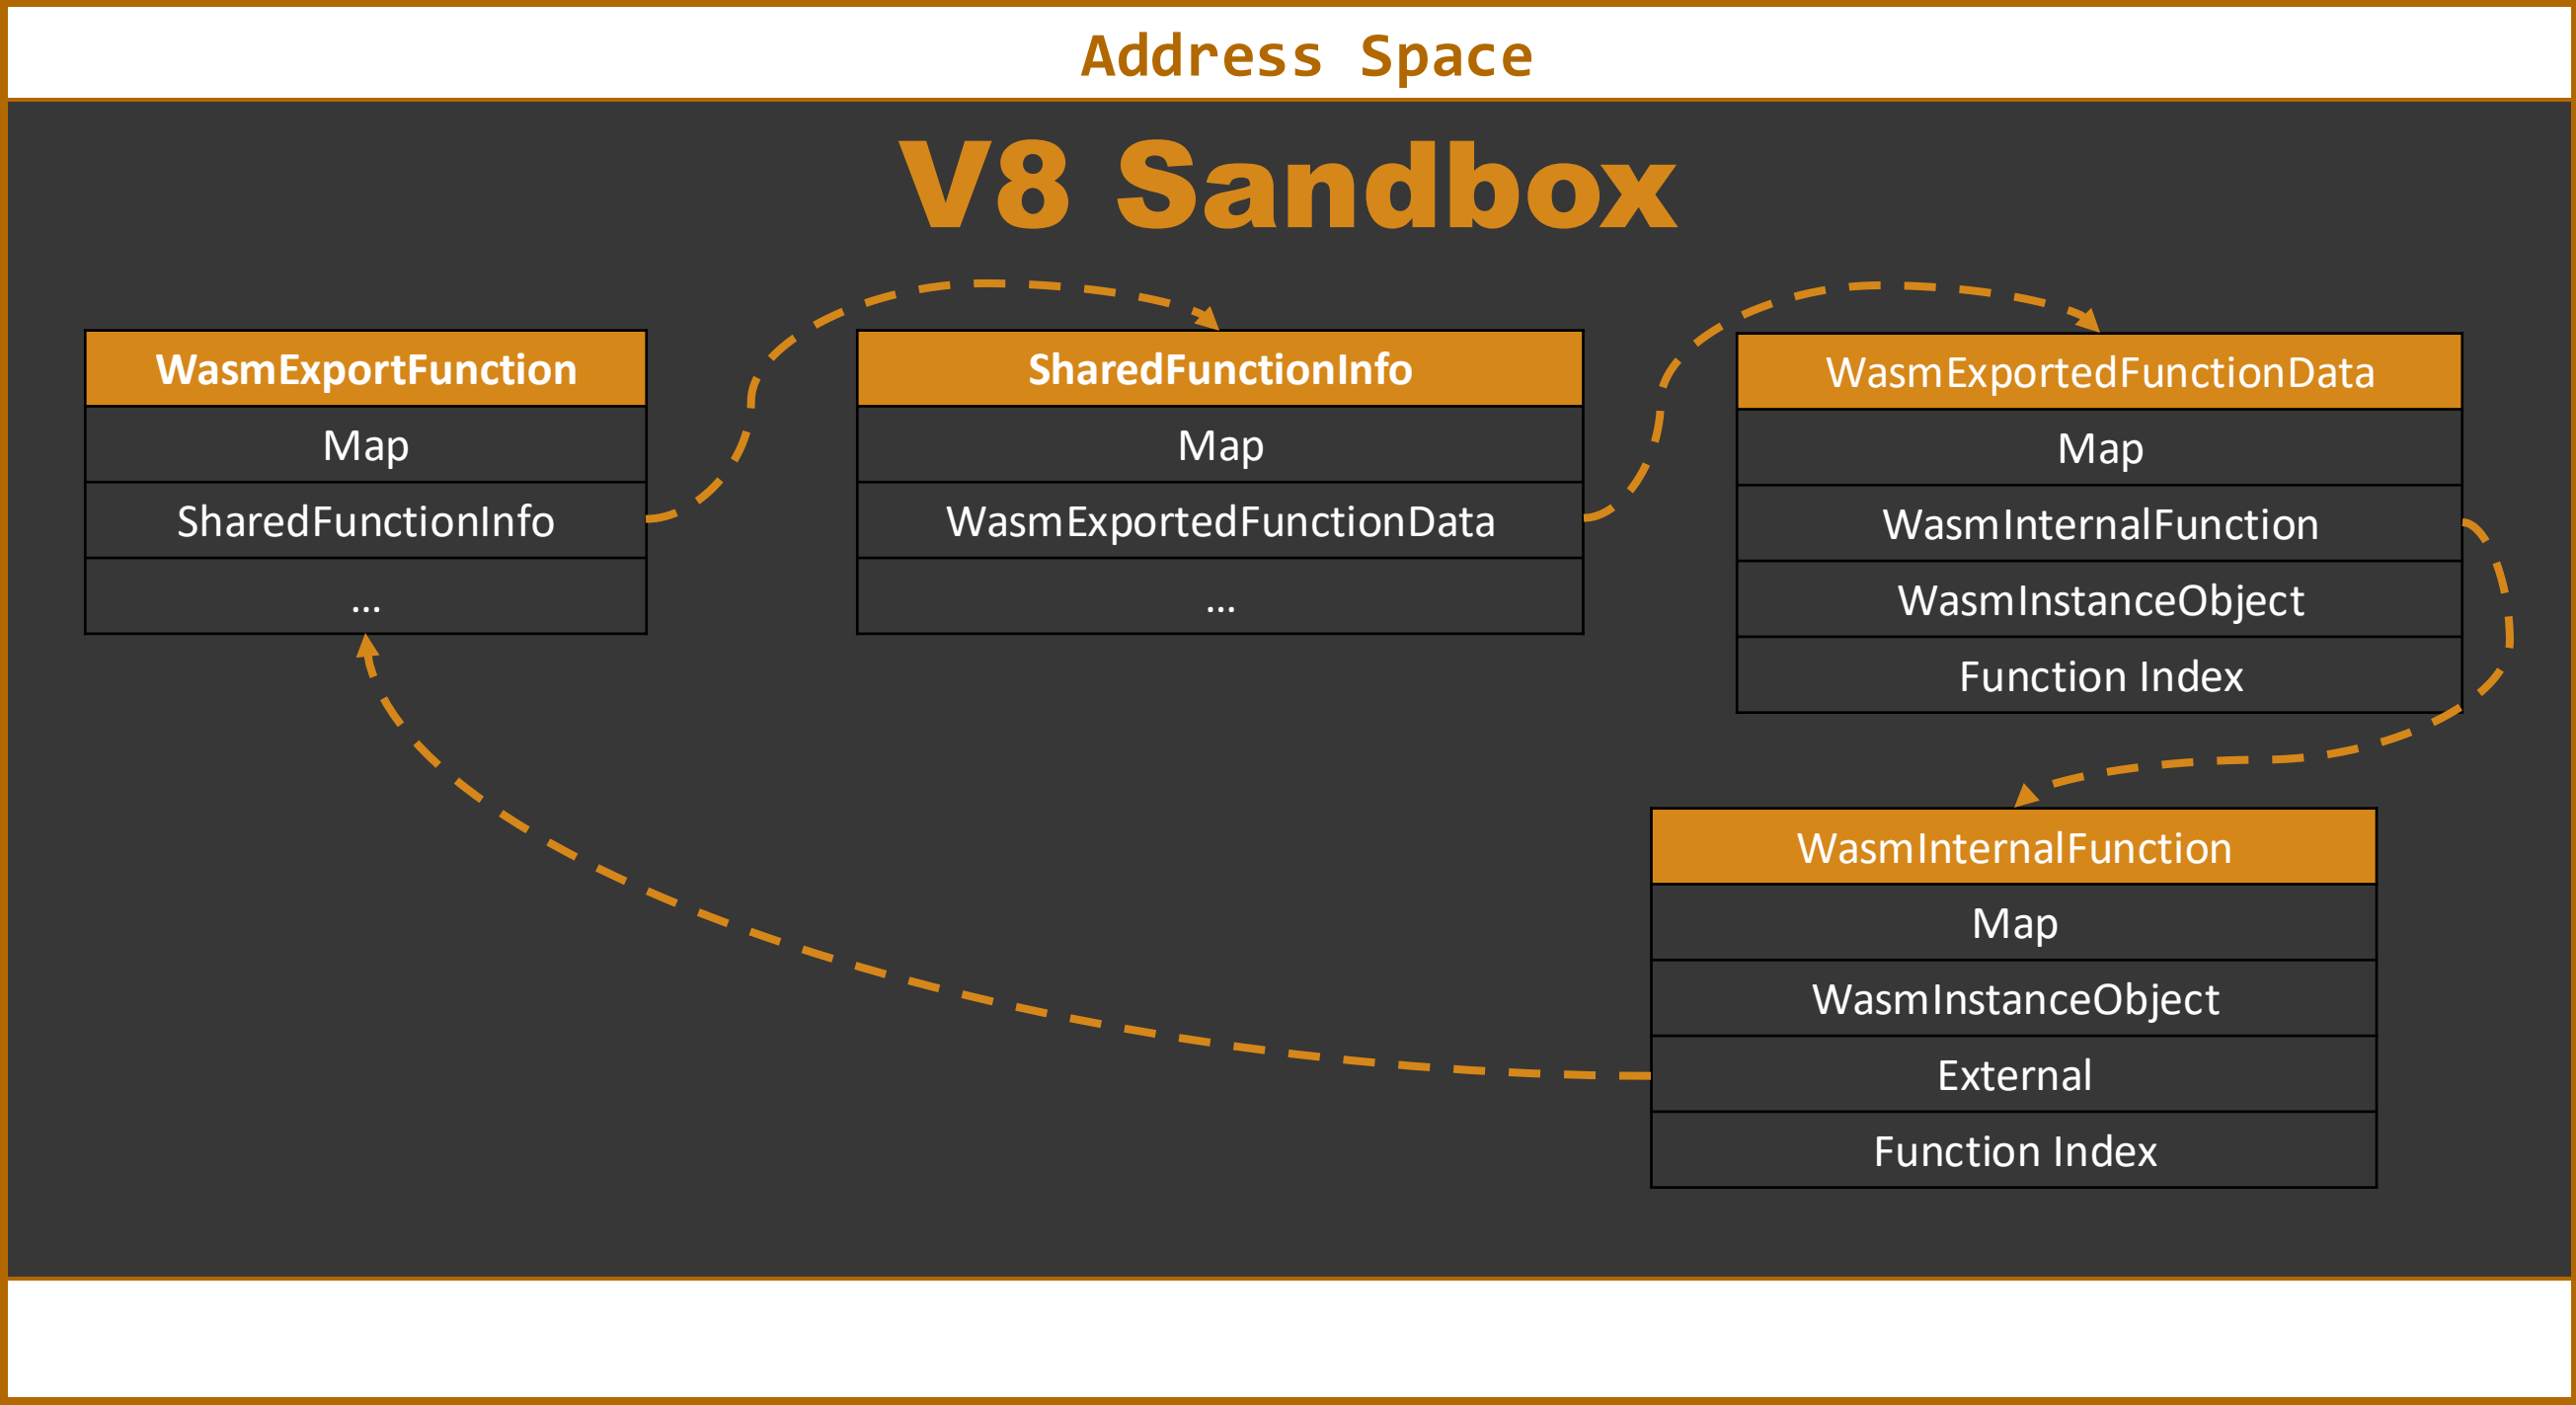 Address Space
V8 Sandbox
WasmExportFunction
Map
SharedFunctionInfo
...
SharedFunctionInfo
Map
WasmExportedFunctionData
...
WasmExportedFunctionData
Map
WasmInternalFunction
WasmInstanceObject
Function Index
WasmInternalFunction
Map
WasmInstanceObject
External
Function Index